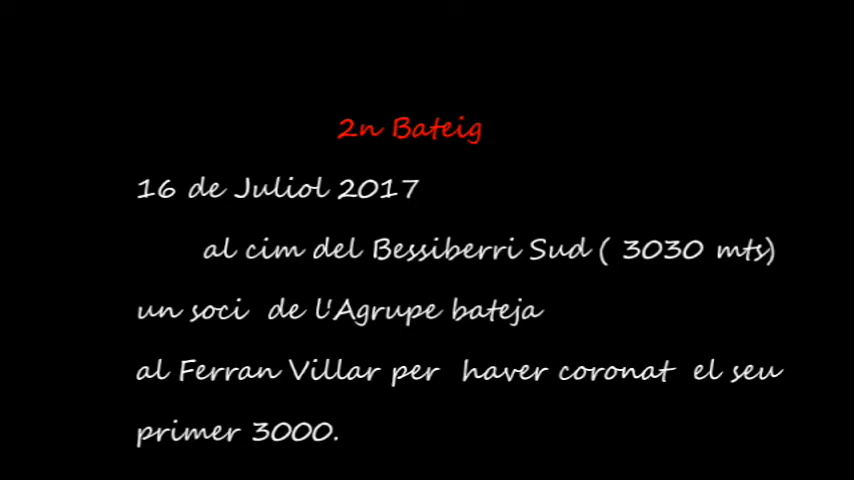 2n Bateig
16 de Juliol 2017
al cim del Bessiberri Sud ( 3030 mts)
un soci de l'Agrupe bateja
al Ferran Villar per haver coronat el seu
primer 3000.